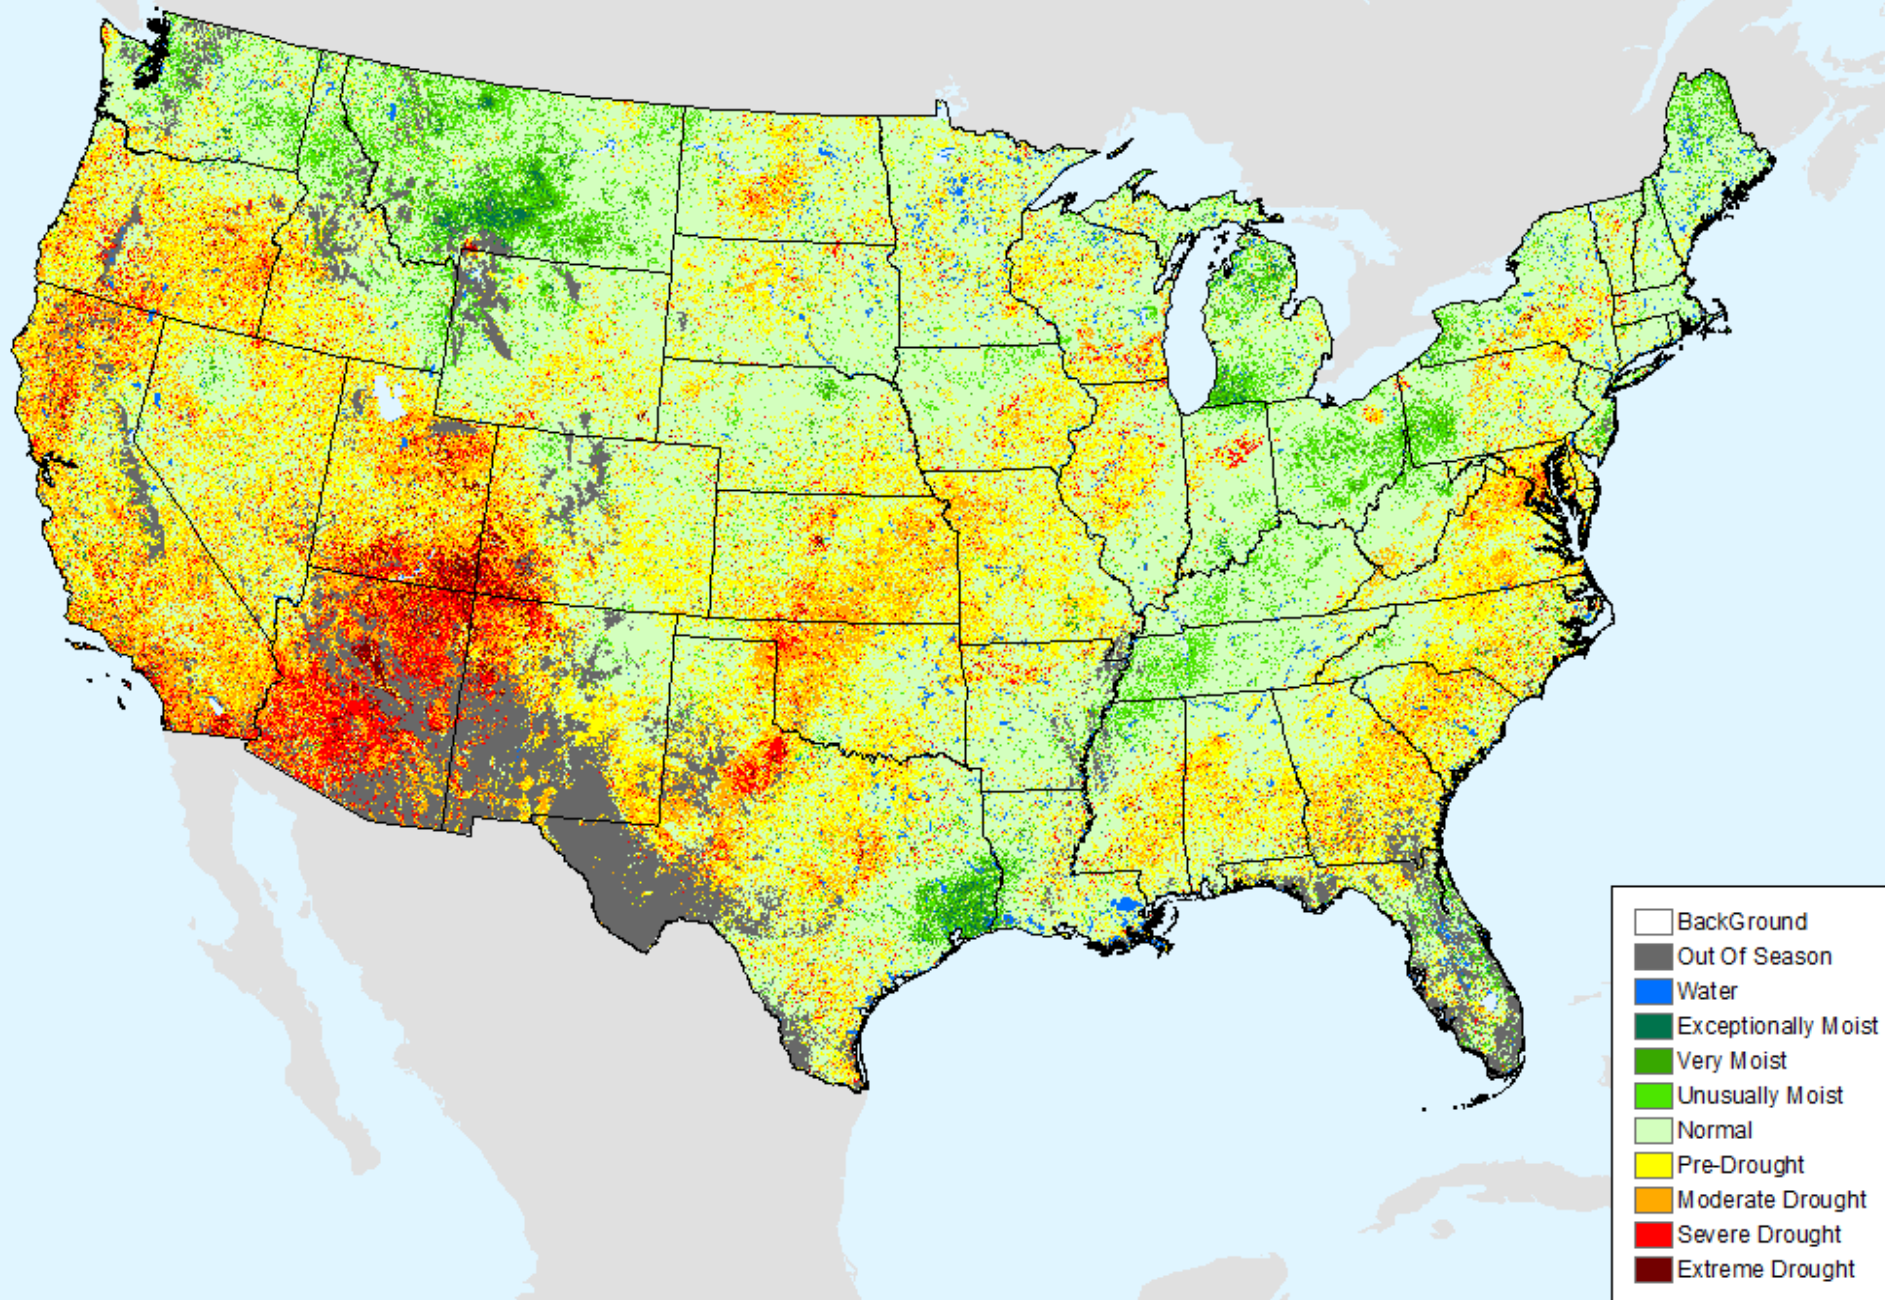 BackGround
Out Of Season
Water
Exceptionally Moist
Very Moist
Unusually Moist
Normal
Pre-Drought
Moderate Drought
Severe Drought
Extreme Drought